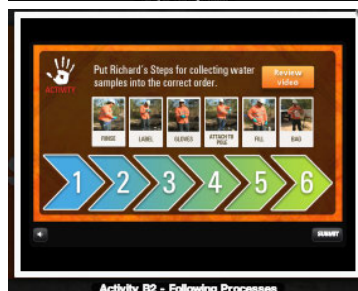 Put Richard's Steps for collecting water
samples into the correct order.
Review
video
ACTIVITY
RINSE LABEL GLOVES ATTACH TO POLE FILL BAG
1 2 3 4 5 6
SUBMIT
Activity B2 - Following Processes